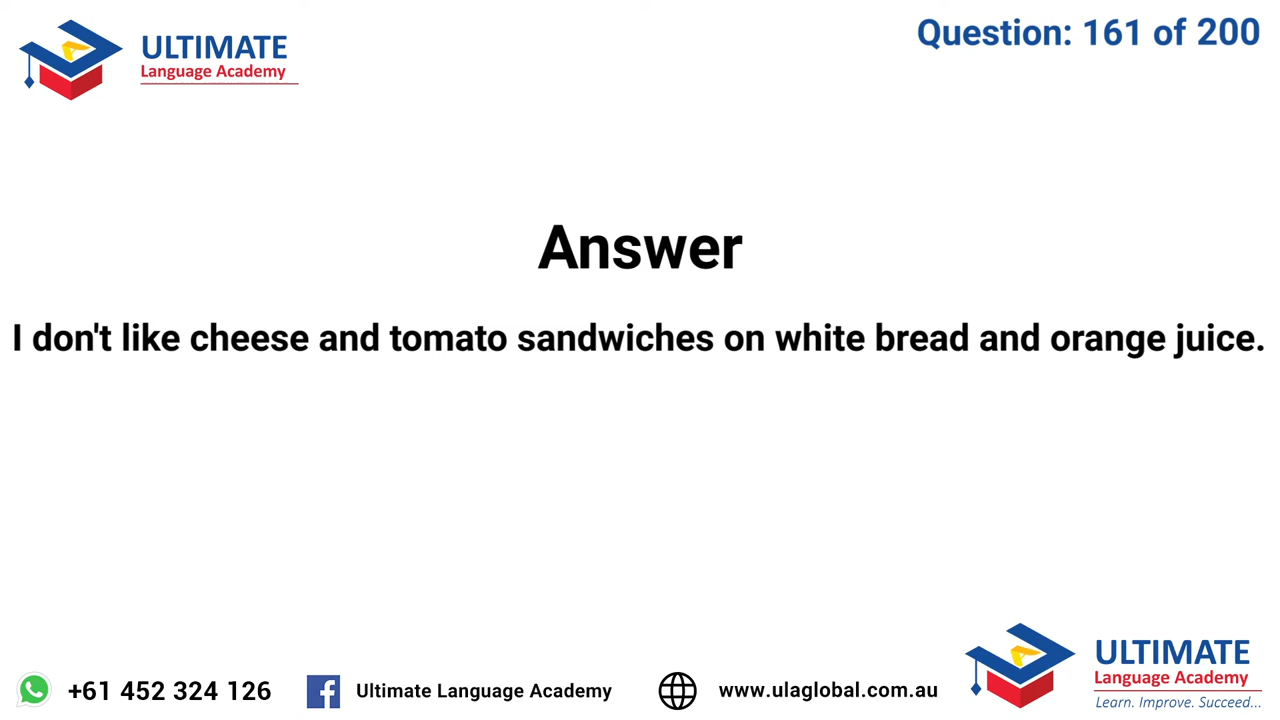 ULTIMATE
Language Academy
Question: 161 of 200
Answer
I don't like cheese and tomato sandwiches on white bread and orange juice.
+61 452 324 126
Ultimate Language Academy
www.ulaglobal.com.au
ULTIMATE
Language Academy
Learn. Improve. Succeed...